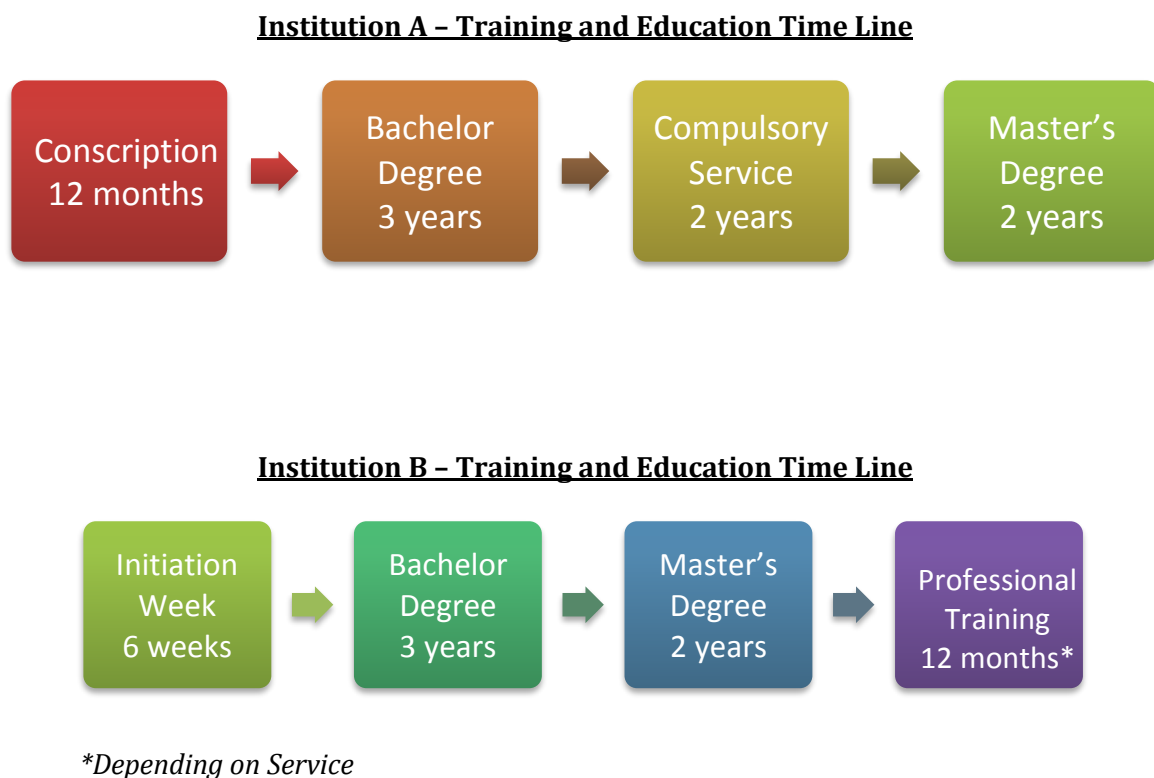 Institution A – Training and Education Time Line
Conscription
12 months
Bachelor
Degree
3 years
Compulsory
Service
2 years
Master’s
Degree
2 years
Institution B – Training and Education Time Line
Initiation
Week
6 weeks
Bachelor
Degree
3 years
Master’s
Degree
2 years
Professional
Training
12 months*
*Depending on Service